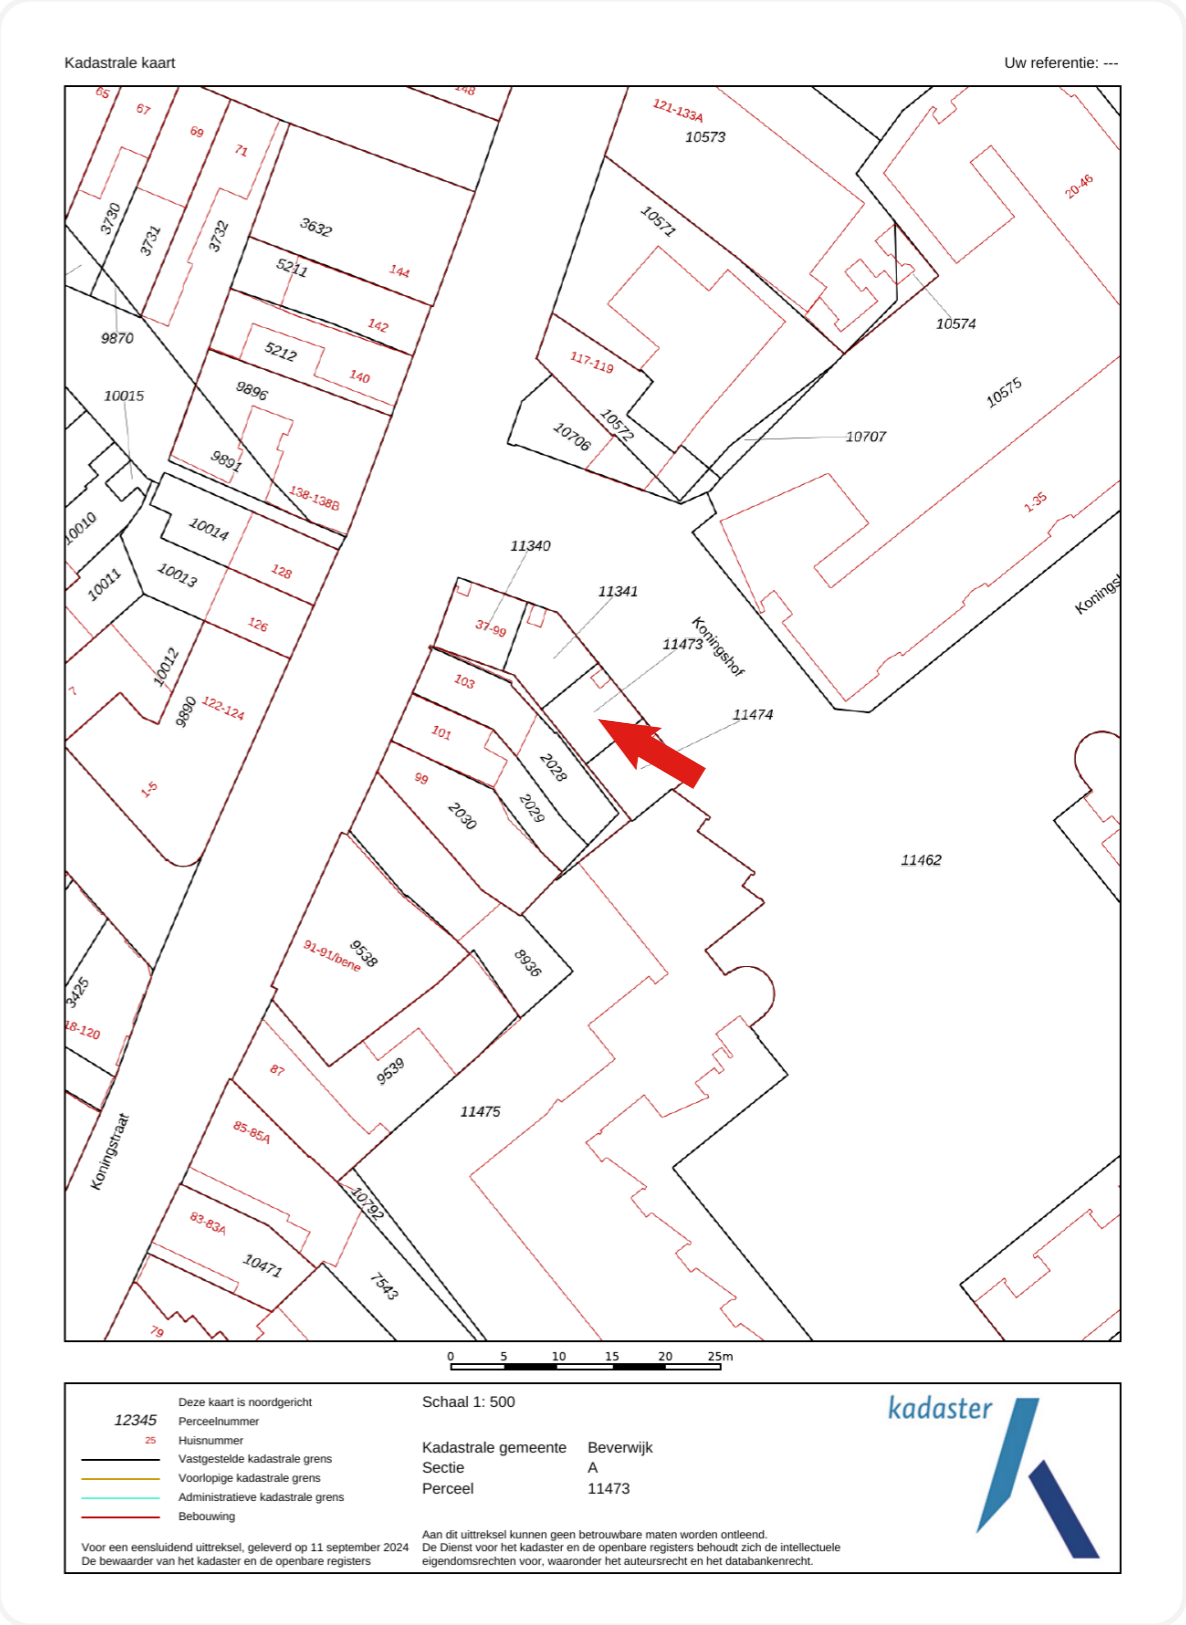 Kadastrale kaart
Uw referentie: ---
65
67
69
71
148
121-133A
10573
20-46
3730
3731
3732
3632
10571
5211
144
9870
142
10574
5212
140
117-119
10575
10015
9896
10572
10706
10707
9891
138-138B
1-35
10010
10014
11340
128
10013
10011
11341
Koningsh
126
37-99
Koningshof
11473
10012
103
7
9890
122-124
11474
101
2028
99
1-5
2029
2030
11462
9538
91-91/bene
8936
3425
18-120
87
9539
11475
85-85A
Koningstraat
10792
83-83A
10471
7543
79
0 5 10 15 20 25m
Deze kaart is noordgericht
12345 Perceelnummer
25 Huisnummer
Vastgestelde kadastrale grens
Voorlopige kadastrale grens
Administratieve kadastrale grens
Bebouwing
Voor een eensluidend uittreksel, geleverd op 11 september 2024
De bewaarder van het kadaster en de openbare registers
Schaal 1: 500
Kadastrale gemeente Beverwijk
Sectie A
Perceel 11473
Aan dit uittreksel kunnen geen betrouwbare maten worden ontleend.
De Dienst voor het kadaster en de openbare registers behoudt zich de intellectuele
eigendomsrechten voor, waaronder het auteursrecht en het databankenrecht.
kadaster